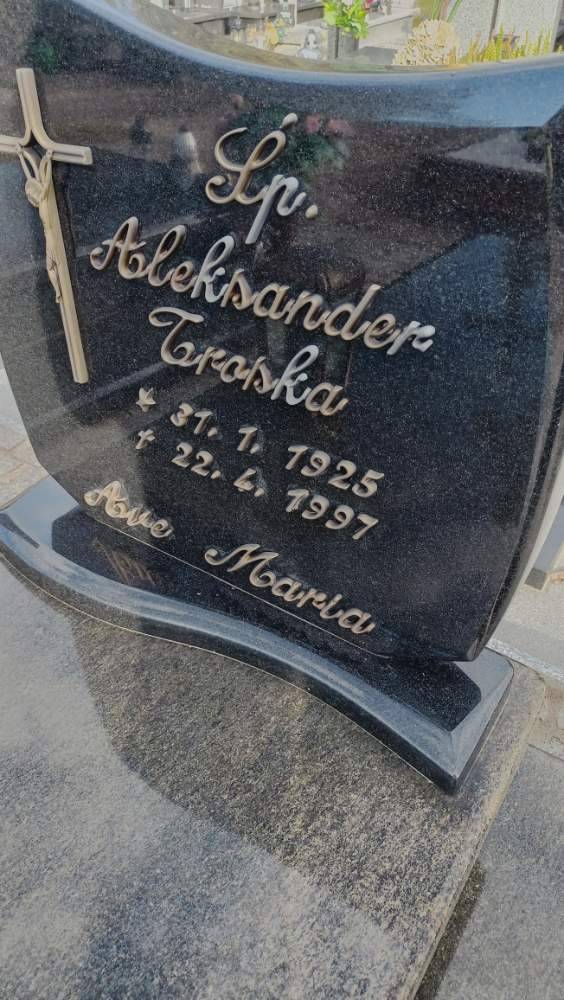 Śp.
Aleksander
Troska
* 31. 1. 1925
+ 22. 4. 1997
Ave Maria